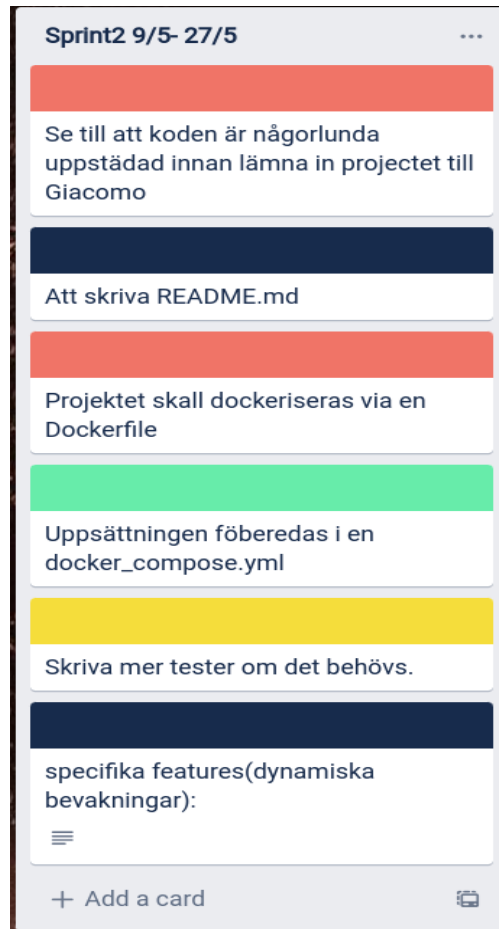 Sprint2 9/5- 27/5
Se till att koden är någorlunda
uppstädad innan lämna in projectet till
Giacomo
Att skriva README.md
Projektet skall dockeriseras via en
Dockerfile
Uppsättningen föberedas i en
docker_compose.yml
Skriva mer tester om det behövs.
specifika features(dynamiska
bevakningar):
+ Add a card